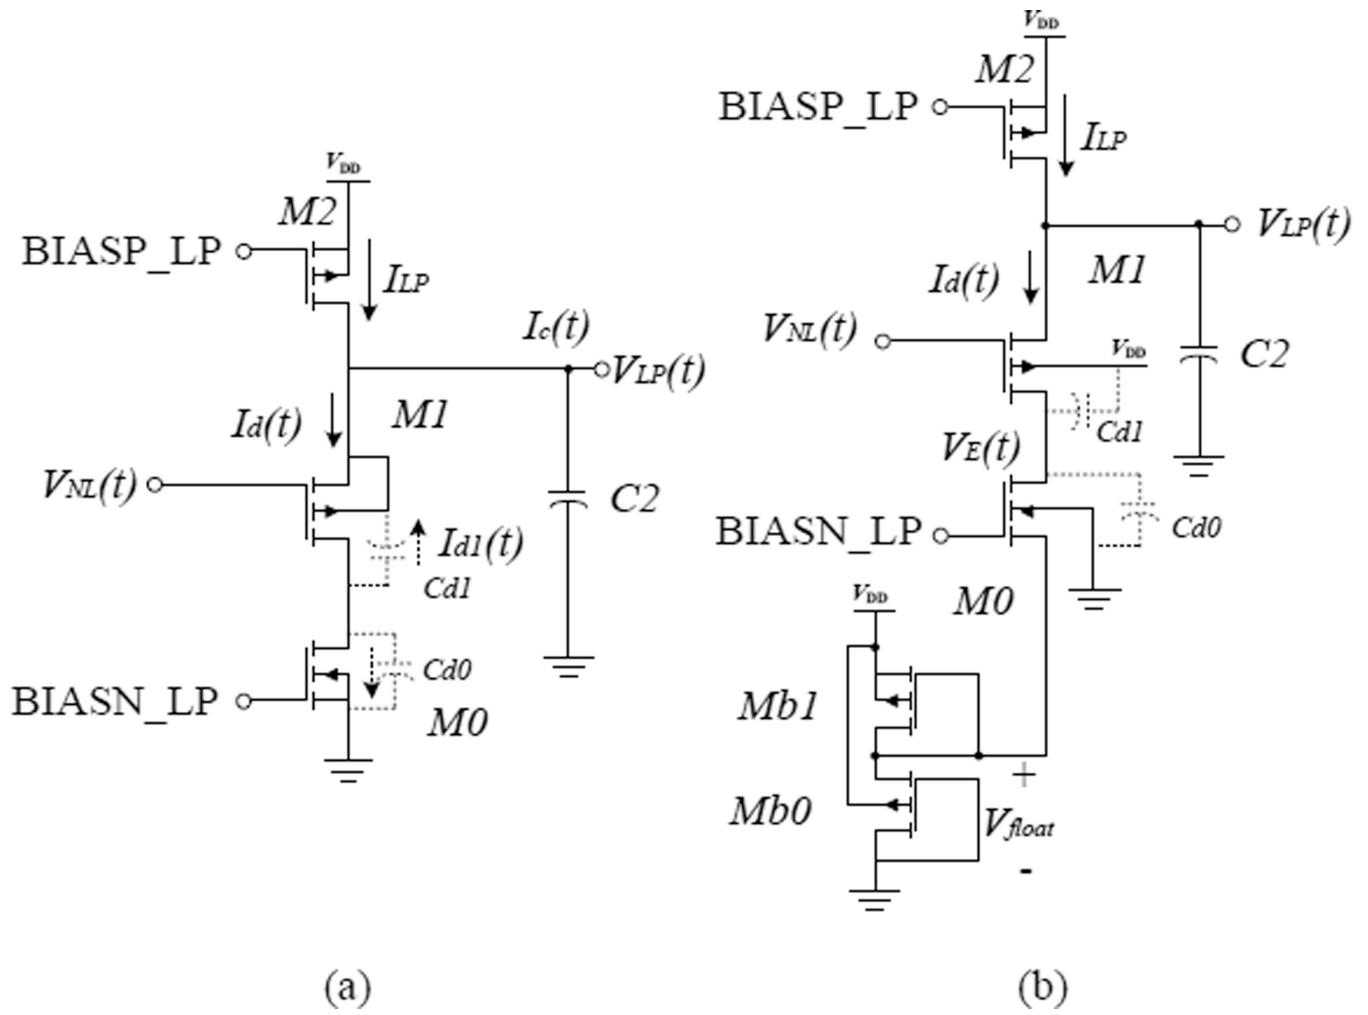 VDD
M2
BIASP_LP
ILP
Ic(t)
VLP(t)
M1
Id(t)
VNL(t)
C2
Id1(t)
Cd1
Cd0
BIASN_LP
M0
(a)
VDD
M2
BIASP_LP
ILP
VLP(t)
M1
Id(t)
VNL(t)
VDD
C2
Cd1
VE(t)
BIASN_LP
Cd0
M0
VDD
Mb1
+
Mb0
Vfloat
-
(b)